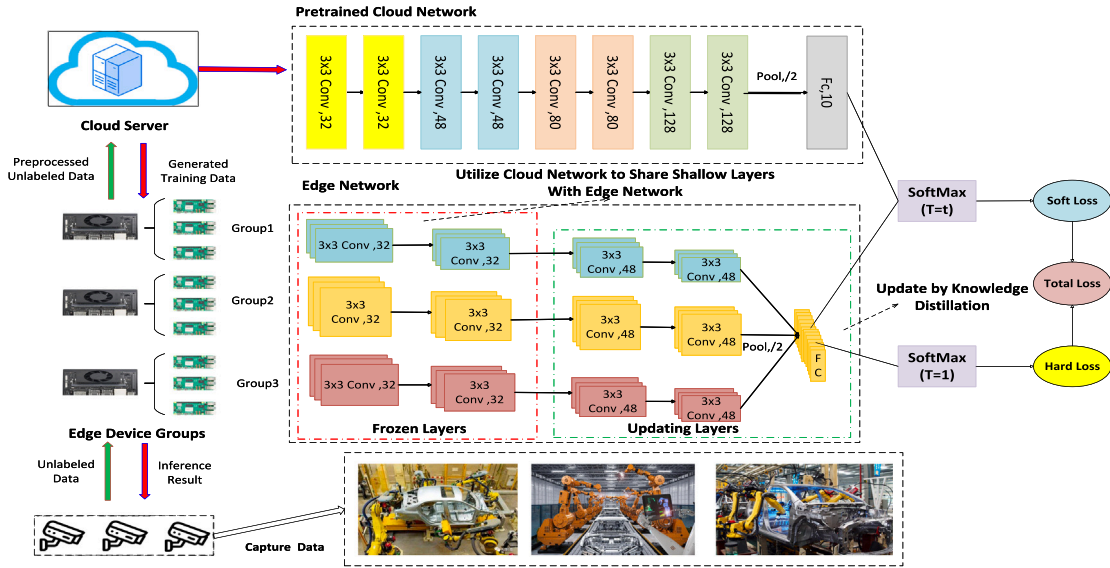 Pretrained Cloud Network
3x3 Conv ,32
3x3 Conv ,32
3x3 Conv ,48
3x3 Conv ,48
3x3 Conv ,80
3x3 Conv ,80
3x3 Conv ,128
3x3 Conv ,128
Pool,/2
Fc,10
Cloud Server
Preprocessed
Unlabeled Data
Generated
Training Data
Utilize Cloud Network to Share Shallow Layers
With Edge Network
Edge Network
Group1
3x3 Conv ,32
3x3
Conv ,32
3x3
Conv ,48
3x3
Conv ,48
Group2
3x3
Conv ,32
3x3
Conv ,32
3x3
Conv ,48
3x3
Conv ,48
Pool,/2
F
C
Group3
3x3 Conv ,32
3x3
Conv ,32
3x3
Conv ,48
3x3
Conv ,48
Frozen Layers
Updating Layers
SoftMax
(T=t)
Soft Loss
Update by Knowledge
Distillation
Total Loss
SoftMax
(T=1)
Hard Loss
Edge Device Groups
Unlabeled
Data
Inference
Result
Capture Data